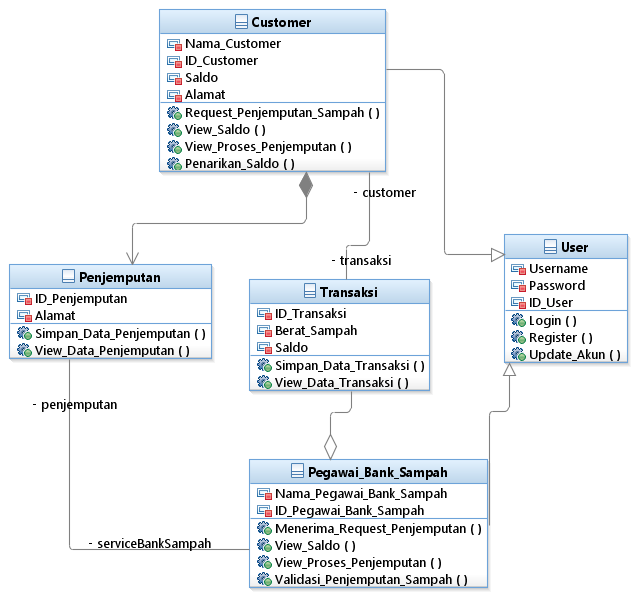 Customer
Nama_Customer
ID_Customer
Saldo
Alamat
Request_Penjemputan_Sampah ( )
View_Saldo ( )
View_Proses_Penjemputan ( )
Penarikan_Saldo ( )
- customer
- transaksi
User
Username
Password
ID_User
Login ( )
Register ( )
Update_Akun ( )
Penjemputan
ID_Penjemputan
Alamat
Simpan_Data_Penjemputan ( )
View_Data_Penjemputan ( )
Transaksi
ID_Transaksi
Berat_Sampah
Saldo
Simpan_Data_Transaksi ( )
View_Data_Transaksi ( )
- penjemputan
- serviceBankSampah
Pegawai_Bank_Sampah
Nama_Pegawai_Bank_Sampah
ID_Pegawai_Bank_Sampah
Menerima_Request_Penjemputan ( )
View_Saldo ( )
View_Proses_Penjemputan ( )
Validasi_Penjemputan_Sampah ( )